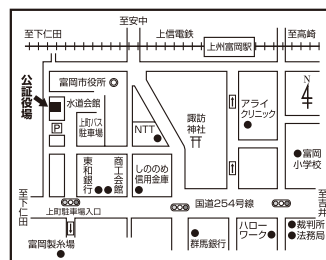 至安中
至下仁田
上信電鉄
上州富岡駅
至高崎
公証役場
富岡市役所
水道会館
P
上町バス
駐車場
NTT
諏訪
神社
アライ
クリニック
N
4
富岡
小学校
東和
銀行
商工
会館
しののめ
信用金庫
至下仁田
上町駐車場入口
国道254号線
至吉井
富岡製糸場
群馬銀行
ハロー
ワーク
裁判所
法務局